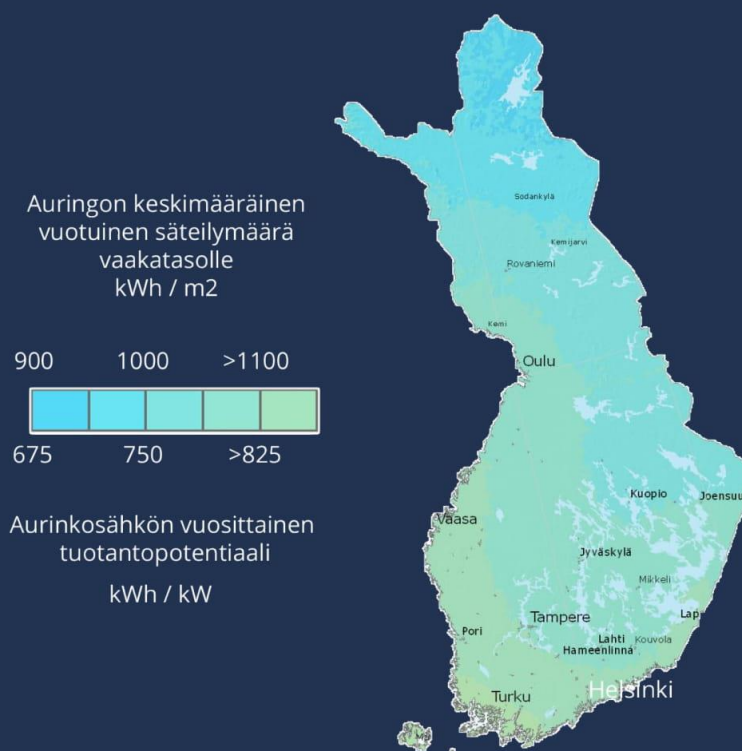 Auringon keskimääräinen
vuotuinen säteilymäärä
vaakatasolle
kWh / m2
900 1000 >1100
675 750 >825
Aurinkosähkön vuosittainen
tuotantopotentiaali
kWh / kW
Sodankylä
Kemijarvi
Rovaniemi
Kemi
Oulu
Kuopio
Joensuu
Vaasa
Jyväskylä
Mikkeli
Tampere
Lap
Pori
Lahti
Kouvola
Hameenlinna
Helsinki
Turku